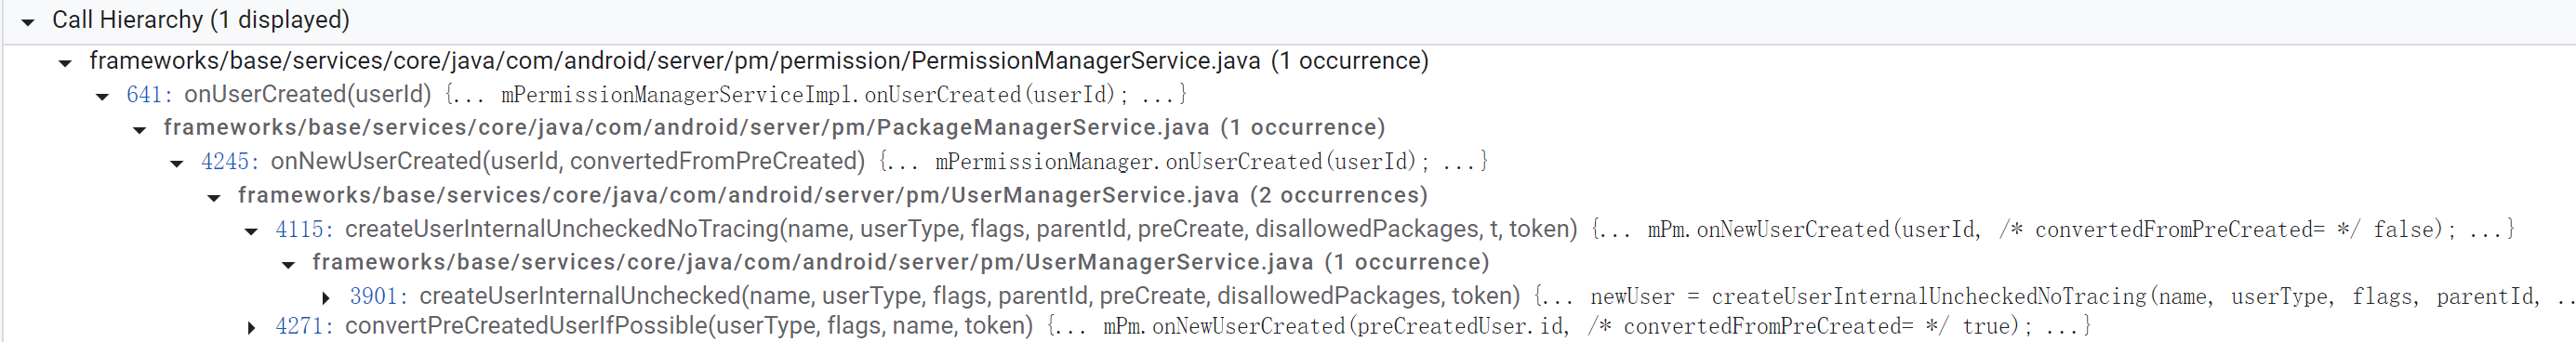 Call Hierarchy (1 displayed)
frameworks/base/services/core/java/com/android/server/pm/permission/PermissionManagerService.java (1 occurrence)
641: onUserCreated(userId) {... mPermissionManagerServiceImpl.onUserCreated(userId); ...}
frameworks/base/services/core/java/com/android/server/pm/PackageManagerService.java (1 occurrence)
4245: onNewUserCreated(userId, convertedFromPreCreated) {... mPermissionManager.onUserCreated(userId); ...}
frameworks/base/services/core/java/com/android/server/pm/UserManagerService.java (2 occurrences)
4115: createUserInternalUncheckedNoTracing(name, userType, flags, parentId, preCreate, disallowedPackages, t, token) {... mPm.onNewUserCreated(userId, /* convertedFromPreCreated= */ false); ...}
frameworks/base/services/core/java/com/android/server/pm/UserManagerService.java (1 occurrence)
3901: createUserInternalUnchecked(name, userType, flags, parentId, preCreate, disallowedPackages, token) {... newUser = createUserInternalUncheckedNoTracing(name, userType, flags, parentId, ..
4271: convertPreCreatedUserIfPossible(userType, flags, name, token) {... mPm.onNewUserCreated(preCreatedUser.id, /* convertedFromPreCreated= */ true); ...}